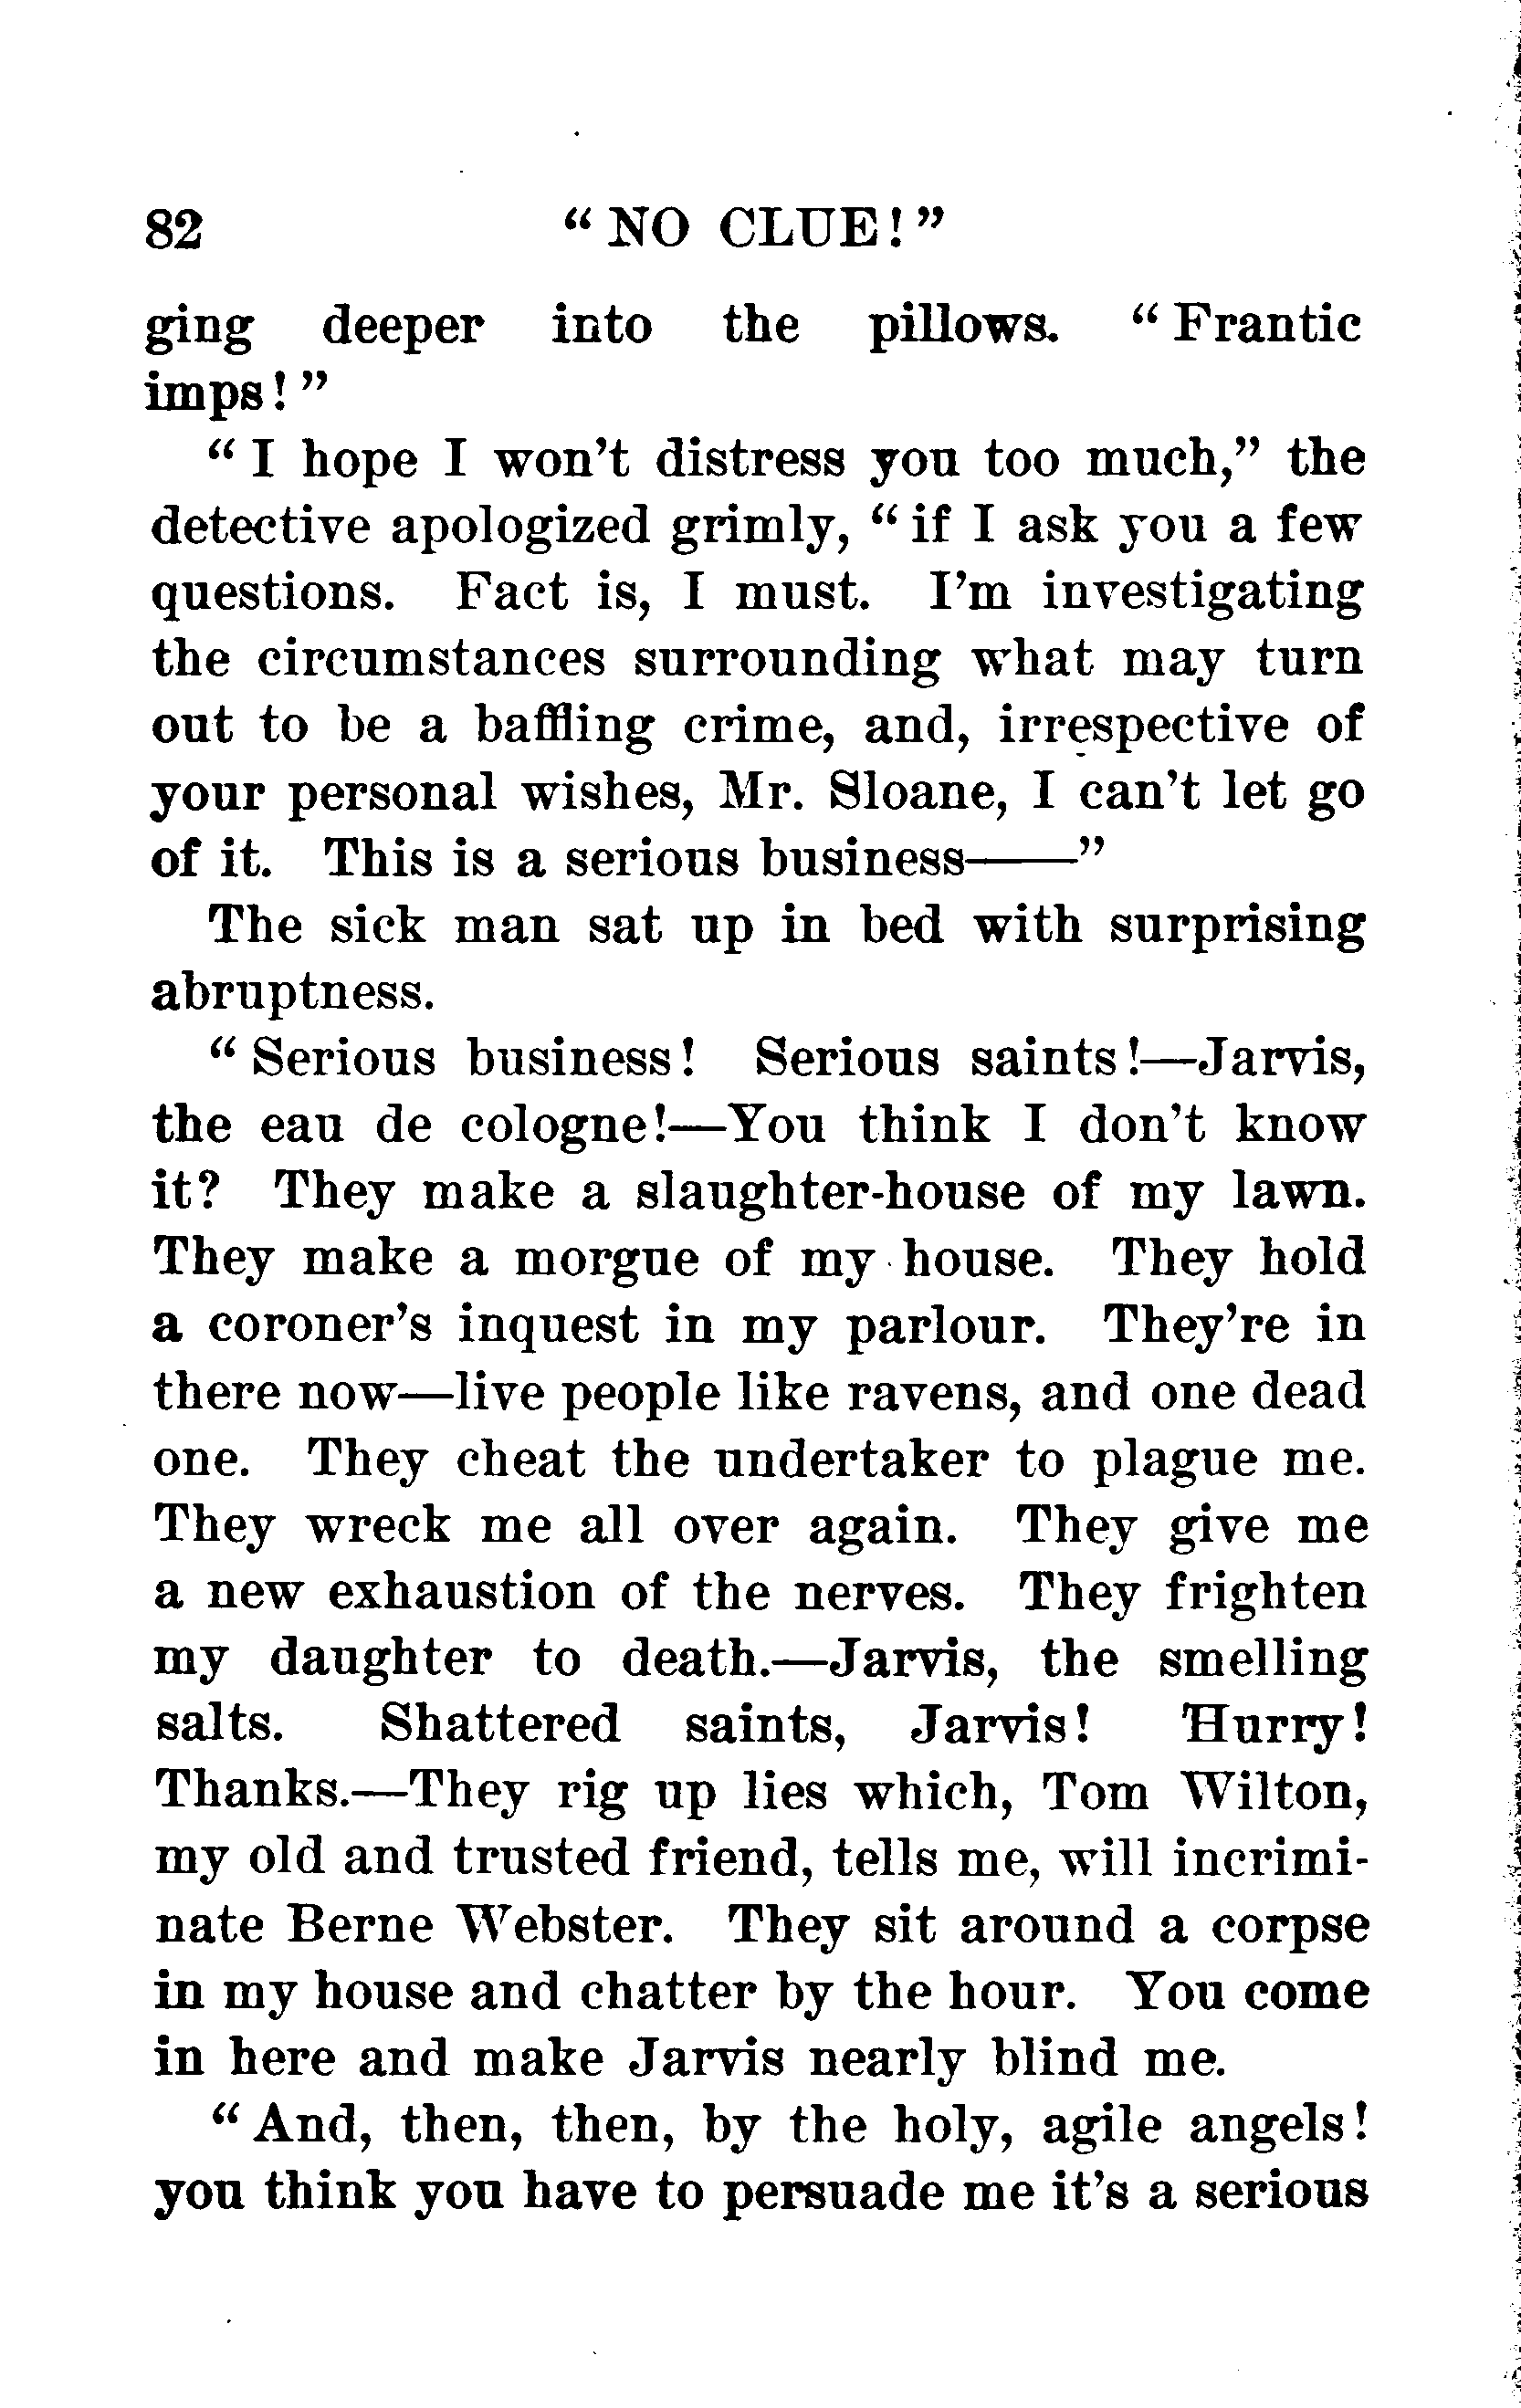 82 “ NO CLUE! ”
ging deeper into the pillows. “ Frantic
imps! ”
“ I hope I won’t distress you too much,” the
detective apologized grimly, “ if I ask you a few
questions. Fact is, I must. I’m investigating
the circumstances surrounding what may turn
out to be a baffling crime, and, irrespective of
your personal wishes, Mr. Sloane, I can’t let go
of it. This is a serious business——”
The sick man sat up in bed with surprising
abruptness.
“ Serious business! Serious saints!—Jarvis,
the eau de cologne!—You think I don’t know
it? They make a slaughter-house of my lawn.
They make a morgue of my house. They hold
a coroner’s inquest in my parlour. They’re in
there now—live people like ravens, and one dead
one. They cheat the undertaker to plague me.
They wreck me all over again. They give me
a new exhaustion of the nerves. They frighten
my daughter to death.—Jarvis, the smelling
salts. Shattered saints, Jarvis! Hurry!
Thanks.—They rig up lies which, Tom Wilton,
my old and trusted friend, tells me, will incrimi-
nate Berne Webster. They sit around a corpse
in my house and chatter by the hour. You come
in here and make Jarvis nearly blind me.
“ And, then, then, by the holy, agile angels!
you think you have to persuade me it’s a serious